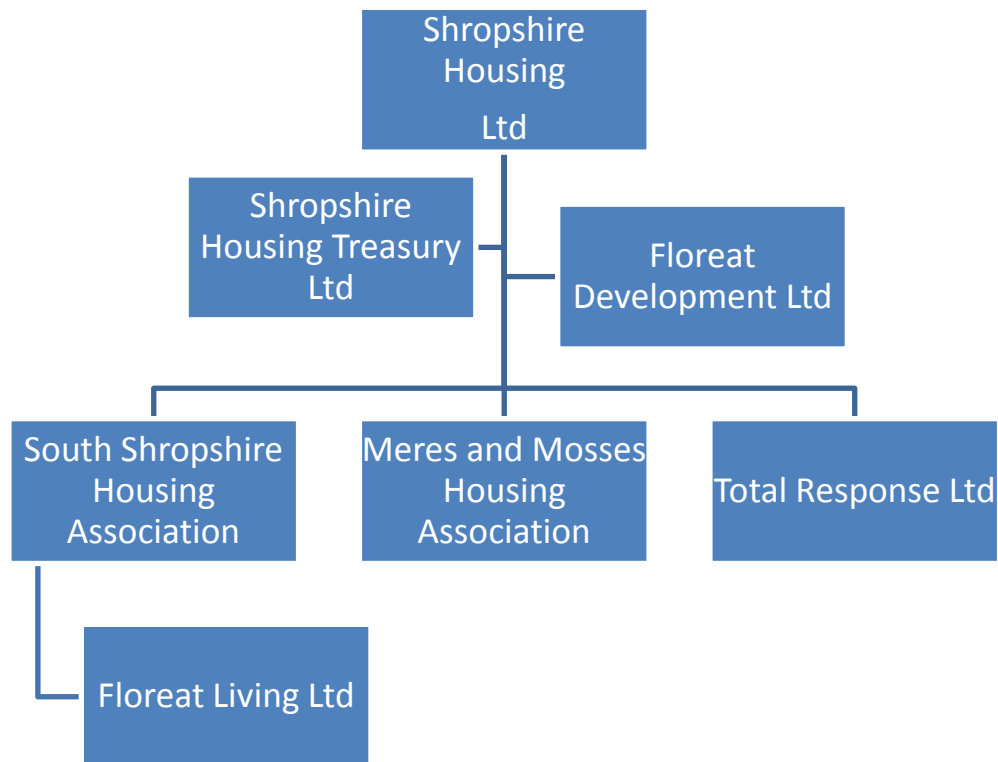 Shropshire
Housing
Ltd
Shropshire
Housing Treasury
Ltd
Floreat
Development Ltd
South Shropshire
Housing
Association
Meres and Mosses
Housing
Association
Total Response Ltd
Floreat Living Ltd